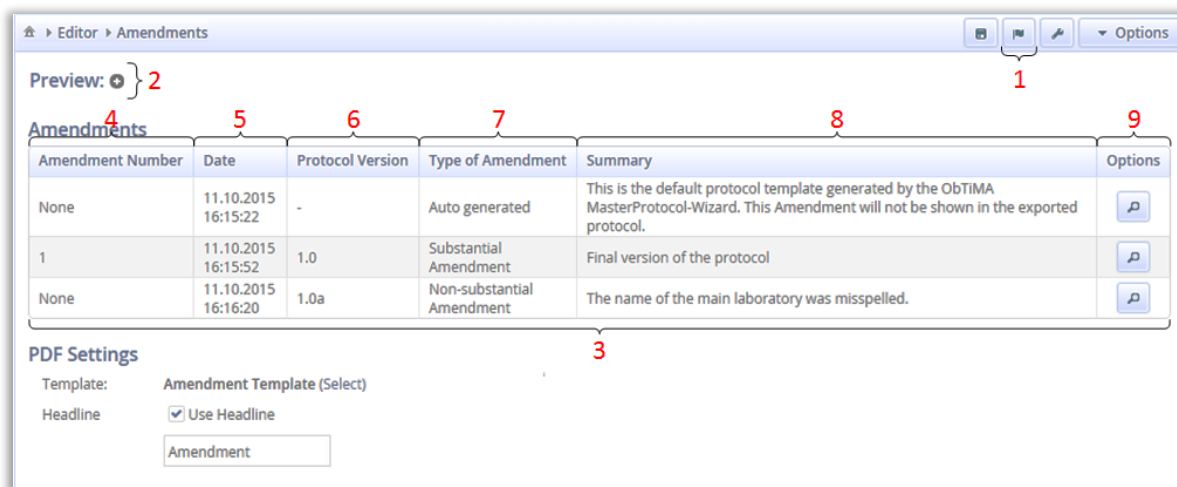 Editor Amendments Options
1
Preview: 2
Amendments
4 5 6 7 8 9
Amendment Number Date Protocol Version Type of Amendment Summary Options
None 11.10.2015 16:15:22 - Auto generated This is the default protocol template generated by the ObTiMA MasterProtocol-Wizard. This Amendment will not be shown in the exported protocol.
1 11.10.2015 16:15:52 1.0 Substantial Amendment Final version of the protocol
None 11.10.2015 16:16:20 1.0a Non-substantial Amendment The name of the main laboratory was misspelled.
3
PDF Settings
Template: Amendment Template (Select)
Headline Use Headline
Amendment